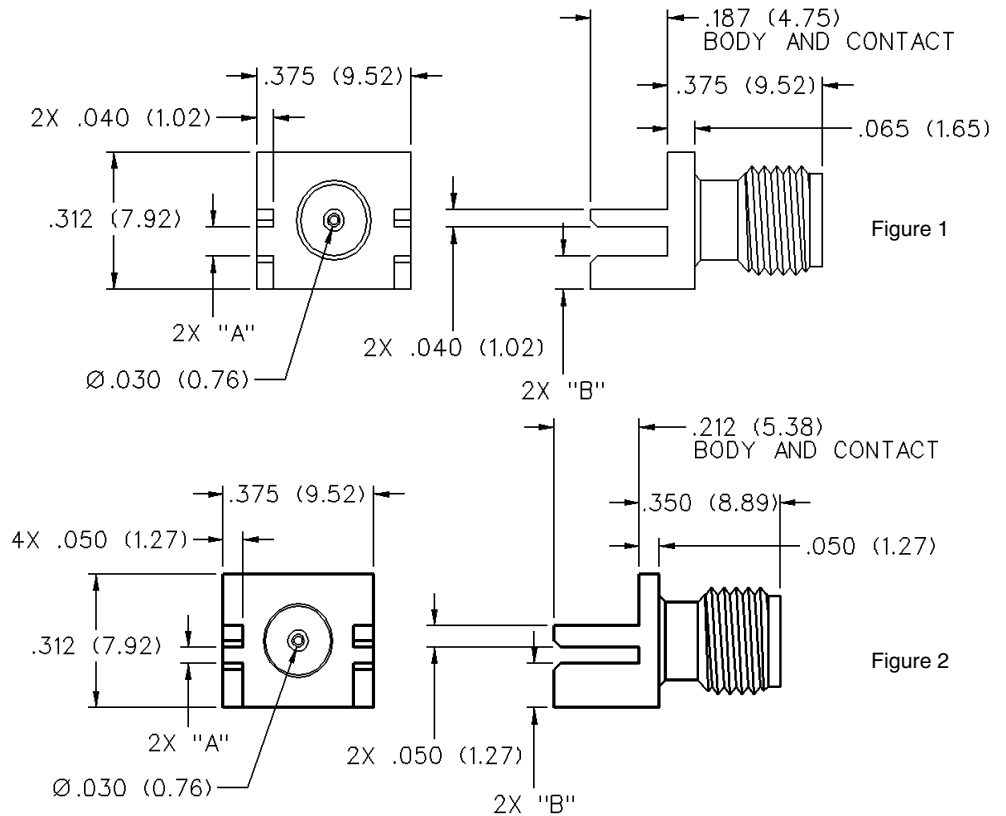 .187 (4.75)
BODY AND CONTACT
.375 (9.52)
.375 (9.52)
2X .040 (1.02)
.065 (1.65)
.312 (7.92)
Figure 1
2X "A"
2X .040 (1.02)
Ø.030 (0.76)
2X "B"
.212 (5.38)
BODY AND CONTACT
.375 (9.52)
.350 (8.89)
4X .050 (1.27)
.050 (1.27)
.312 (7.92)
Figure 2
2X "A"
2X .050 (1.27)
Ø.030 (0.76)
2X "B"